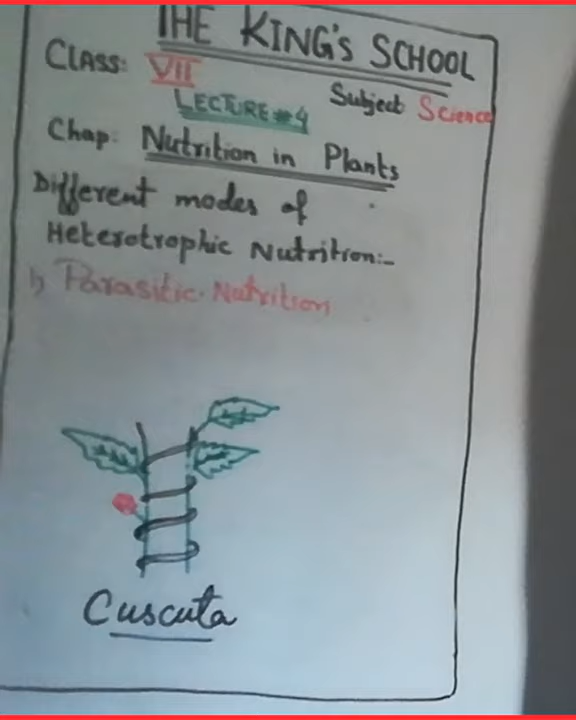 THE KING'S SCHOOL
CLASS: VII
Subject Science
LECTURE #4
Chap: Nutrition in Plants
Different modes of
Heterotrophic Nutrition:-
1) Parasitic Nutrition
Cuscuta